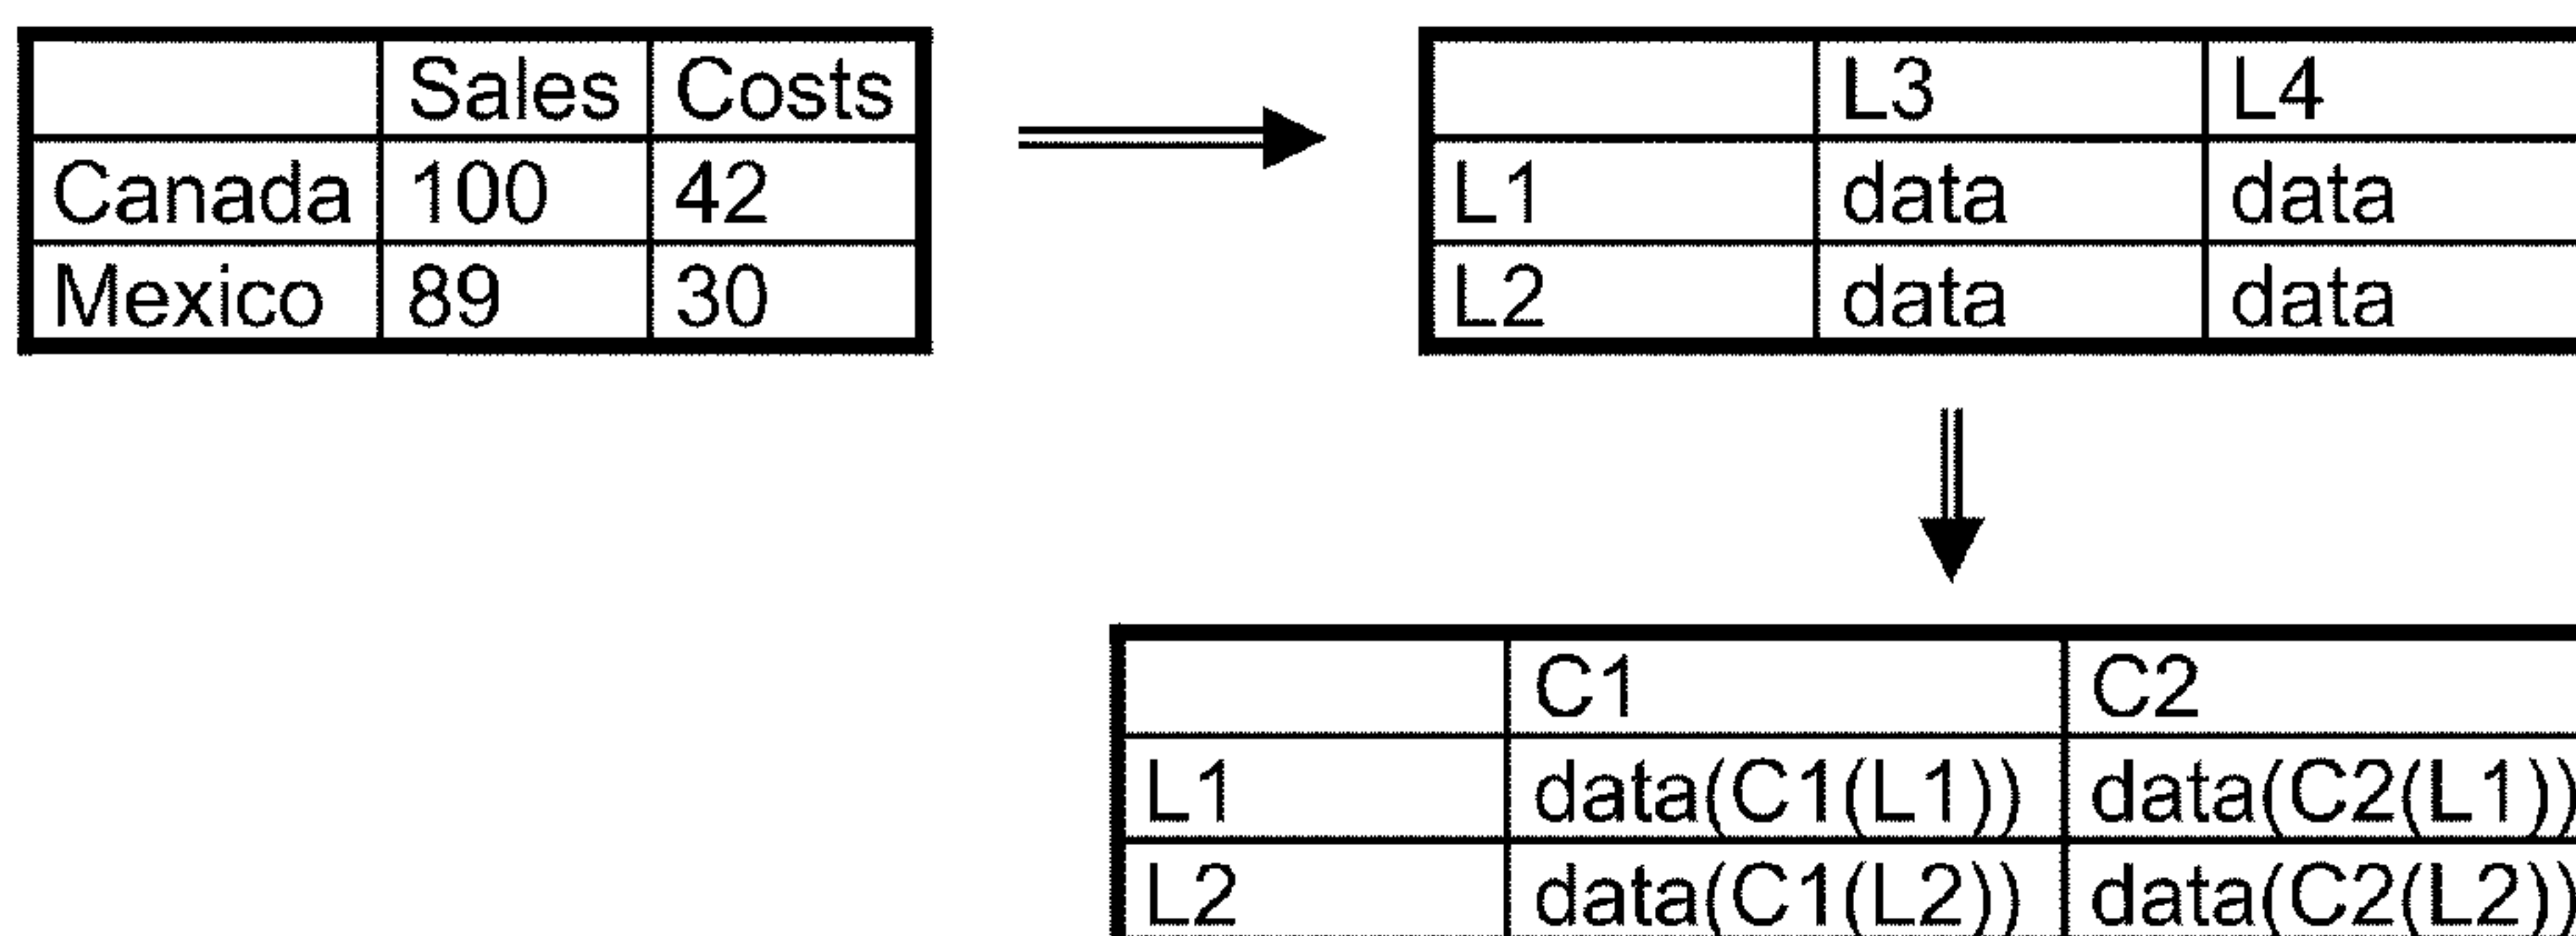 Sales Costs
Canada 100 42
Mexico 89 30
L3 L4
L1 data data
L2 data data
C1 C2
L1 data(C1(L1)) data(C2(L1))
L2 data(C1(L2)) data(C2(L2))